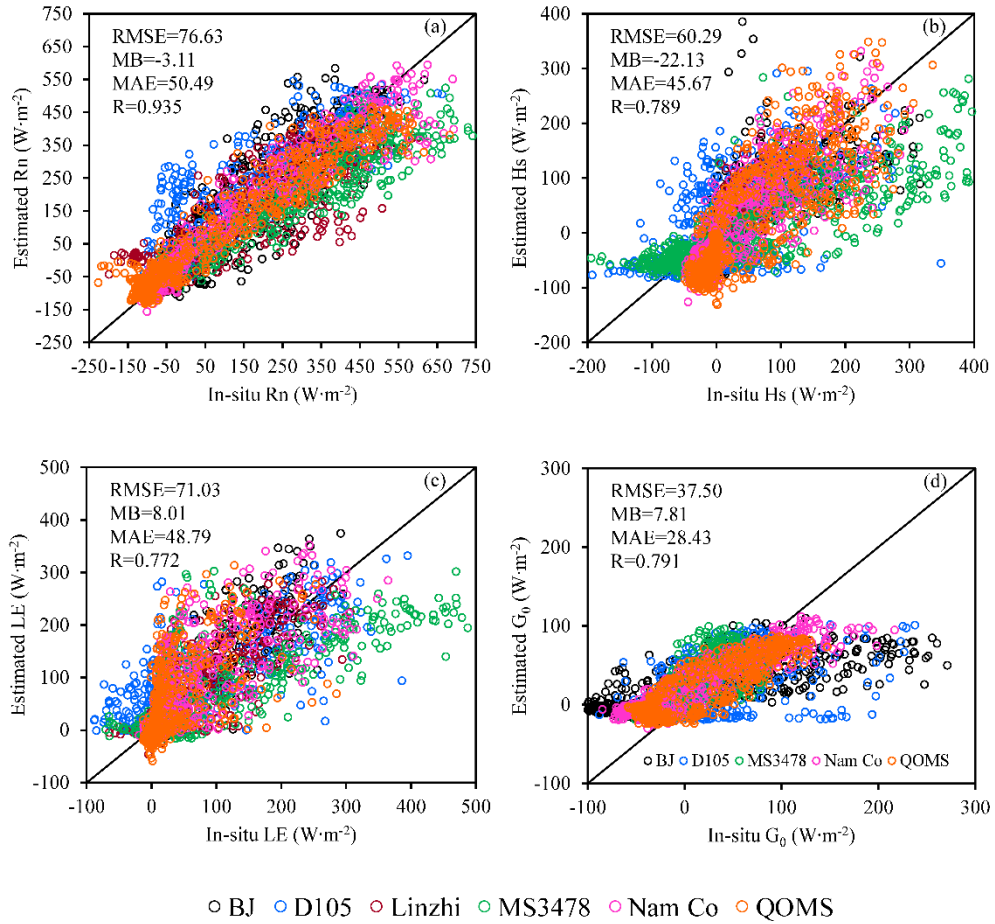 (a)
RMSE=76.63
MB=-3.11
MAE=50.49
R=0.935
750
650
550
450
350
250
150
50
-50
-150
-250
Estimated Rn (W·m⁻²)
-250 -150 -50 50 150 250 350 450 550 650 750
In-situ Rn (W·m⁻²)
(b)
RMSE=60.29
MB=-22.13
MAE=45.67
R=0.789
400
300
200
100
0
-100
-200
Estimated Hs (W·m⁻²)
-200 -100 0 100 200 300 400
In-situ Hs (W·m⁻²)
(c)
RMSE=71.03
MB=8.01
MAE=48.79
R=0.772
500
400
300
200
100
0
-100
Estimated LE (W·m⁻²)
-100 0 100 200 300 400 500
In-situ LE (W·m⁻²)
(d)
RMSE=37.50
MB=7.81
MAE=28.43
R=0.791
300
200
100
0
-100
Estimated G₀ (W·m⁻²)
BJ D105 MS3478 Nam Co QOMS
-100 0 100 200 300
In-situ G₀ (W·m⁻²)
BJ D105 Linzhi MS3478 Nam Co QOMS